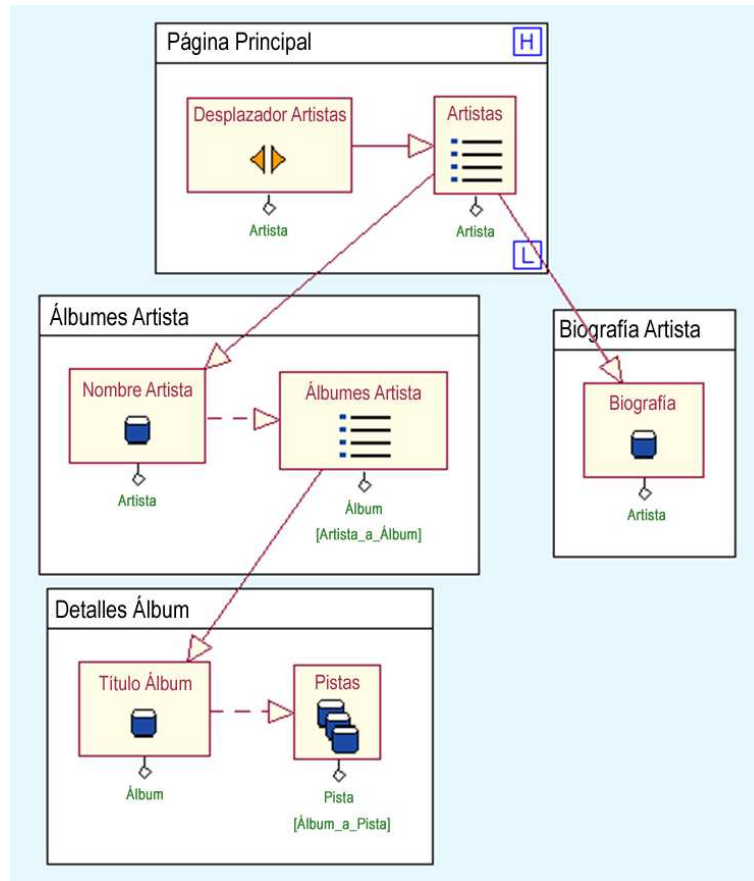 Página Principal
H
Desplazador Artistas
Artistas
Artista
Artista
L
Álbumes Artista
Biografía Artista
Nombre Artista
Álbumes Artista
Biografía
Artista
Álbum
[Artista_a_Álbum]
Artista
Detalles Álbum
Título Álbum
Pistas
Álbum
Pista
[Álbum_a_Pista]